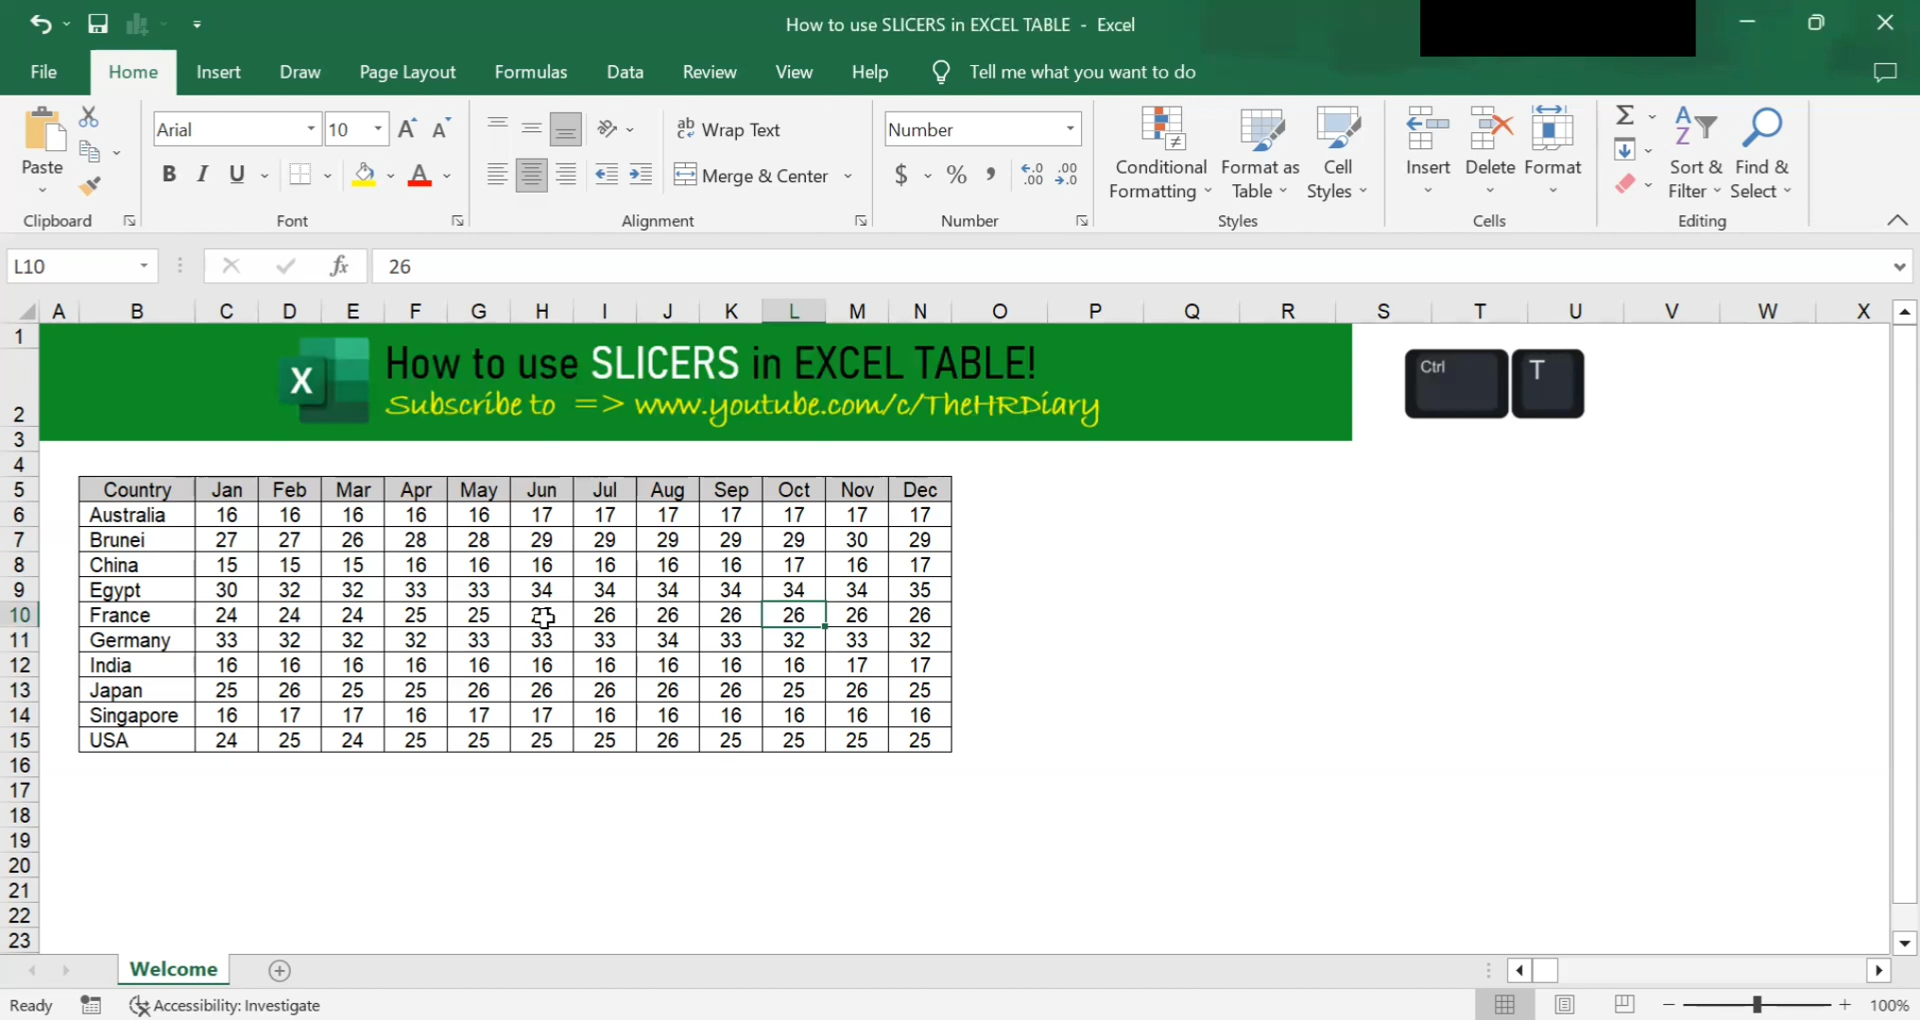 How to use SLICERS in EXCEL TABLE - Excel
File Home Insert Draw Page Layout Formulas Data Review View Help Tell me what you want to do
Paste
Clipboard
Arial 10
B I U A
Font
ab Wrap Text
Merge & Center
Alignment
Number
$ % , .00 .00
Number
Conditional Formatting
Format as Table
Cell Styles
Styles
Insert Delete Format
Cells
Sort & Filter
Find & Select
Editing
L10 fx 26
A B C D E F G H I J K L M N O P Q R S T U V W X
1
2
3
4
5
6
7
8
9
10
11
12
13
14
15
16
17
18
19
20
21
22
23
X
How to use SLICERS in EXCEL TABLE!
Subscribe to => www.youtube.com/c/TheHRDiary
Ctrl T
Country Jan Feb Mar Apr May Jun Jul Aug Sep Oct Nov Dec
Australia 16 16 16 16 16 17 17 17 17 17 17 17
Brunei 27 27 26 28 28 29 29 29 29 29 30 29
China 15 15 15 16 16 16 16 16 16 17 16 17
Egypt 30 32 32 33 33 34 34 34 34 34 34 35
France 24 24 24 25 25 26 26 26 26 26 26
Germany 33 32 32 32 33 33 33 34 33 32 33 32
India 16 16 16 16 16 16 16 16 16 16 17 17
Japan 25 26 25 25 26 26 26 26 26 25 26 25
Singapore 16 17 17 16 17 17 16 16 16 16 16 16
USA 24 25 24 25 25 25 25 26 25 25 25 25
Welcome
Ready Accessibility: Investigate 100%